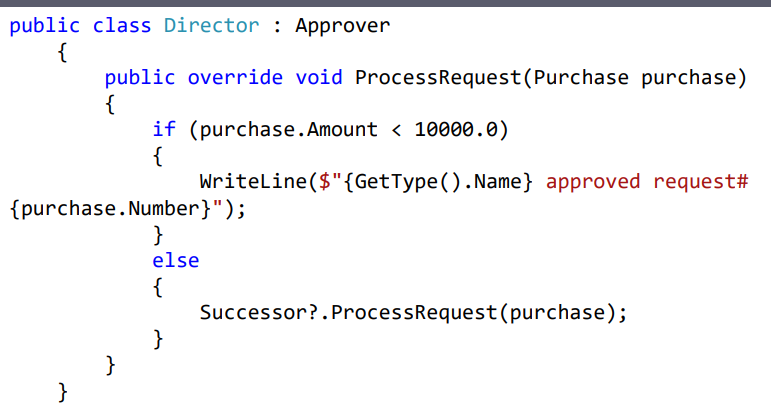 public class Director : Approver
    {
        public override void ProcessRequest(Purchase purchase)
        {
            if (purchase.Amount < 10000.0)
            {
                WriteLine($"{GetType().Name} approved request#
{purchase.Number}");
            }
            else
            {
                Successor?.ProcessRequest(purchase);
            }
        }
    }